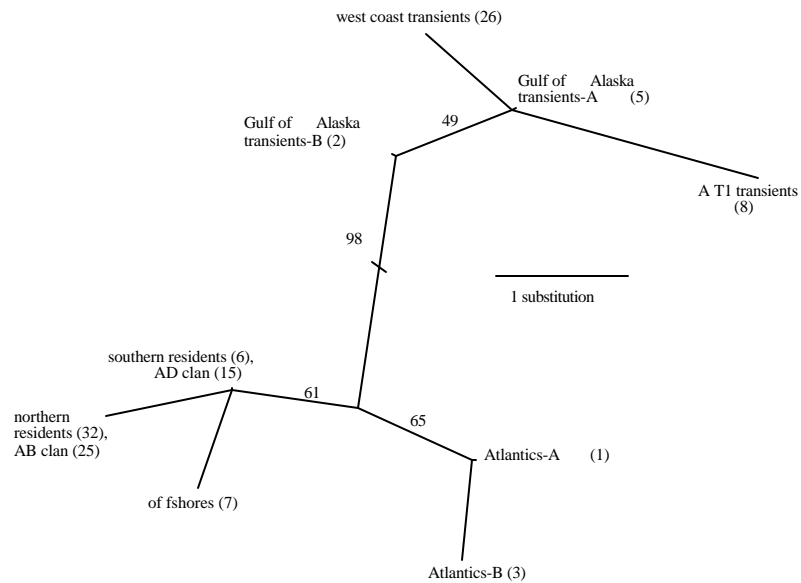 west coast transients (26)
Gulf of Alaska
transients-A (5)
49
Gulf of Alaska
transients-B (2)
A T1 transients
(8)
98
1 substitution
southern residents (6),
AD clan (15)
61
northern
residents (32),
AB clan (25)
65
Atlantics-A (1)
of fshores (7)
Atlantics-B (3)